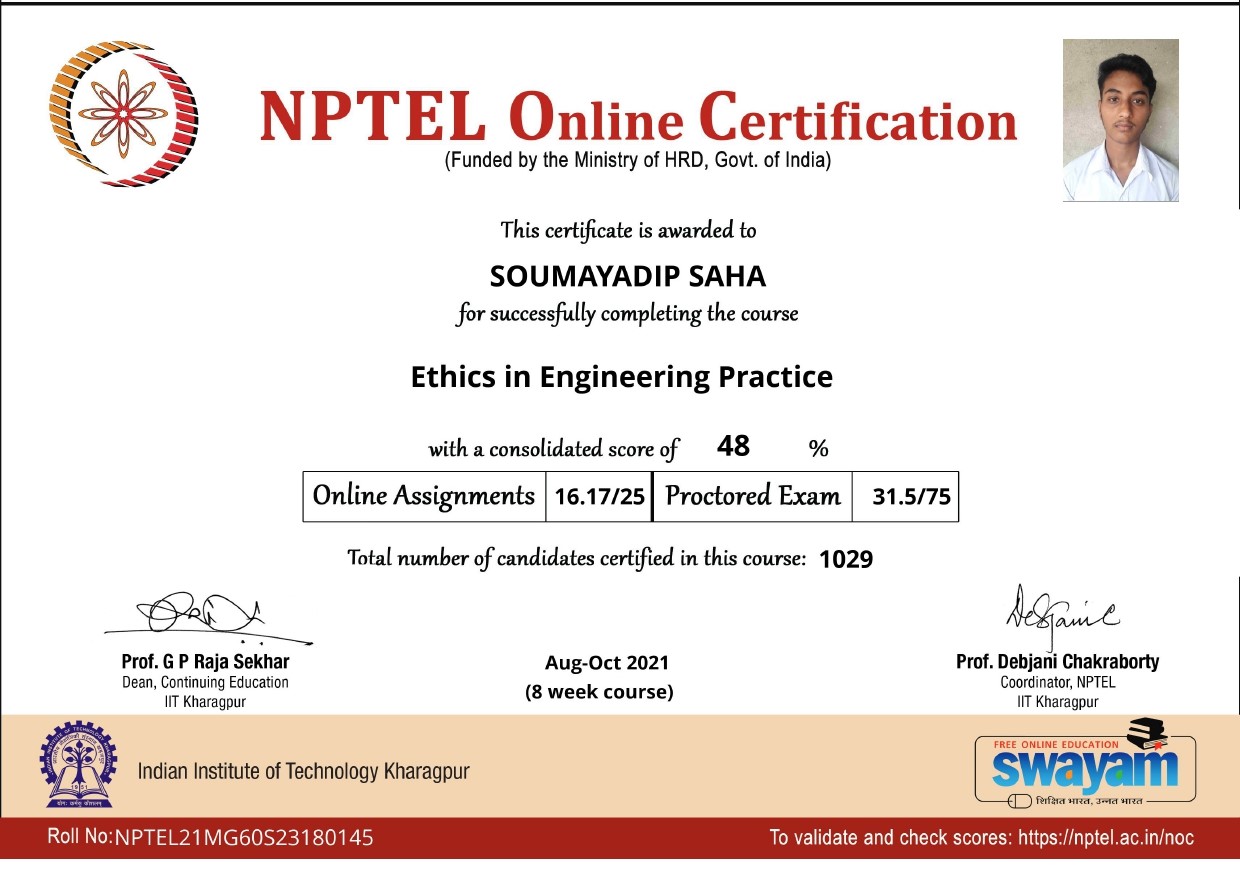 NPTEL Online Certification
(Funded by the Ministry of HRD, Govt. of India)
This certificate is awarded to
SOUMAYADIP SAHA
for successfully completing the course
Ethics in Engineering Practice
with a consolidated score of 48 %
Online Assignments 16.17/25 Proctored Exam 31.5/75
Total number of candidates certified in this course: 1029
Prof. G P Raja Sekhar
Dean, Continuing Education
IIT Kharagpur
Aug-Oct 2021
(8 week course)
Prof. Debjani Chakraborty
Coordinator, NPTEL
IIT Kharagpur
Indian Institute of Technology Kharagpur
1951
योगः कर्मसु कौशलम्
FREE ONLINE EDUCATION
swayam
शिक्षित भारत, उन्नत भारत
Roll No:NPTEL21MG60S23180145
To validate and check scores: https://nptel.ac.in/noc